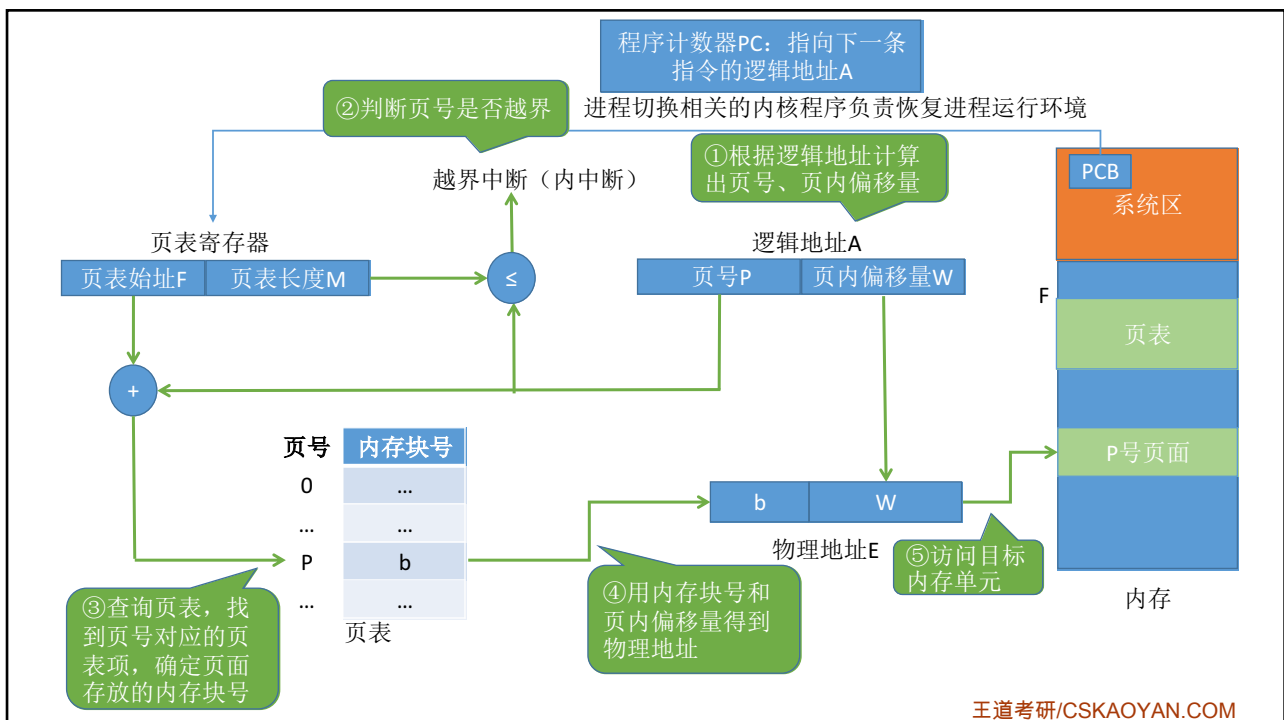 程序计数器PC：指向下一条
指令的逻辑地址A
②判断页号是否越界
进程切换相关的内核程序负责恢复进程运行环境
①根据逻辑地址计算
出页号、页内偏移量
PCB
系统区
越界中断（内中断）
页表寄存器
逻辑地址A
页表始址F
页表长度M
≤
页号P
页内偏移量W
F
页表
+
页号
内存块号
P号页面
0
…
…
…
b
W
P
b
物理地址E
⑤访问目标
内存单元
…
…
③查询页表，找
到页号对应的页
表项，确定页面
存放的内存块号
④用内存块号和
页内偏移量得到
物理地址
内存
页表
王道考研/CSKAOYAN.COM